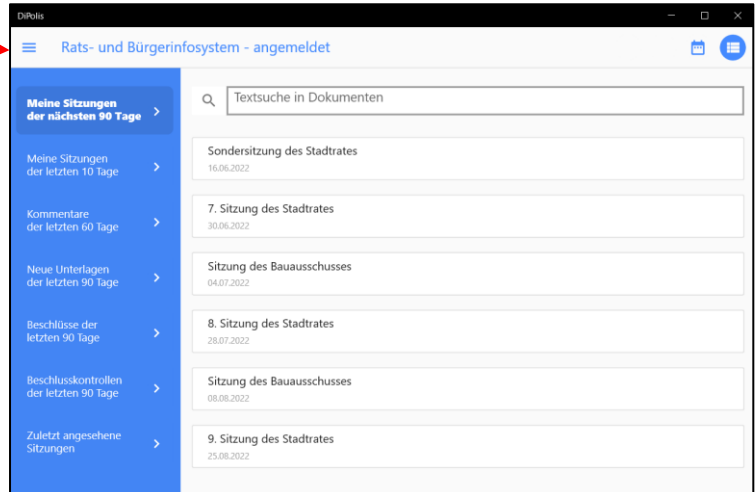 DiPolis
Rats- und Bürgerinfosystem - angemeldet
Meine Sitzungen
der nächsten 90 Tage
Meine Sitzungen
der letzten 10 Tage
Kommentare
der letzten 60 Tage
Neue Unterlagen
der letzten 90 Tage
Beschlüsse der
letzten 90 Tage
Beschlusskontrollen
der letzten 90 Tage
Zuletzt angesehene
Sitzungen
Textsuche in Dokumenten
Sondersitzung des Stadtrates
16.06.2022
7. Sitzung des Stadtrates
30.06.2022
Sitzung des Bauausschusses
04.07.2022
8. Sitzung des Stadtrates
28.07.2022
Sitzung des Bauausschusses
08.08.2022
9. Sitzung des Stadtrates
25.08.2022